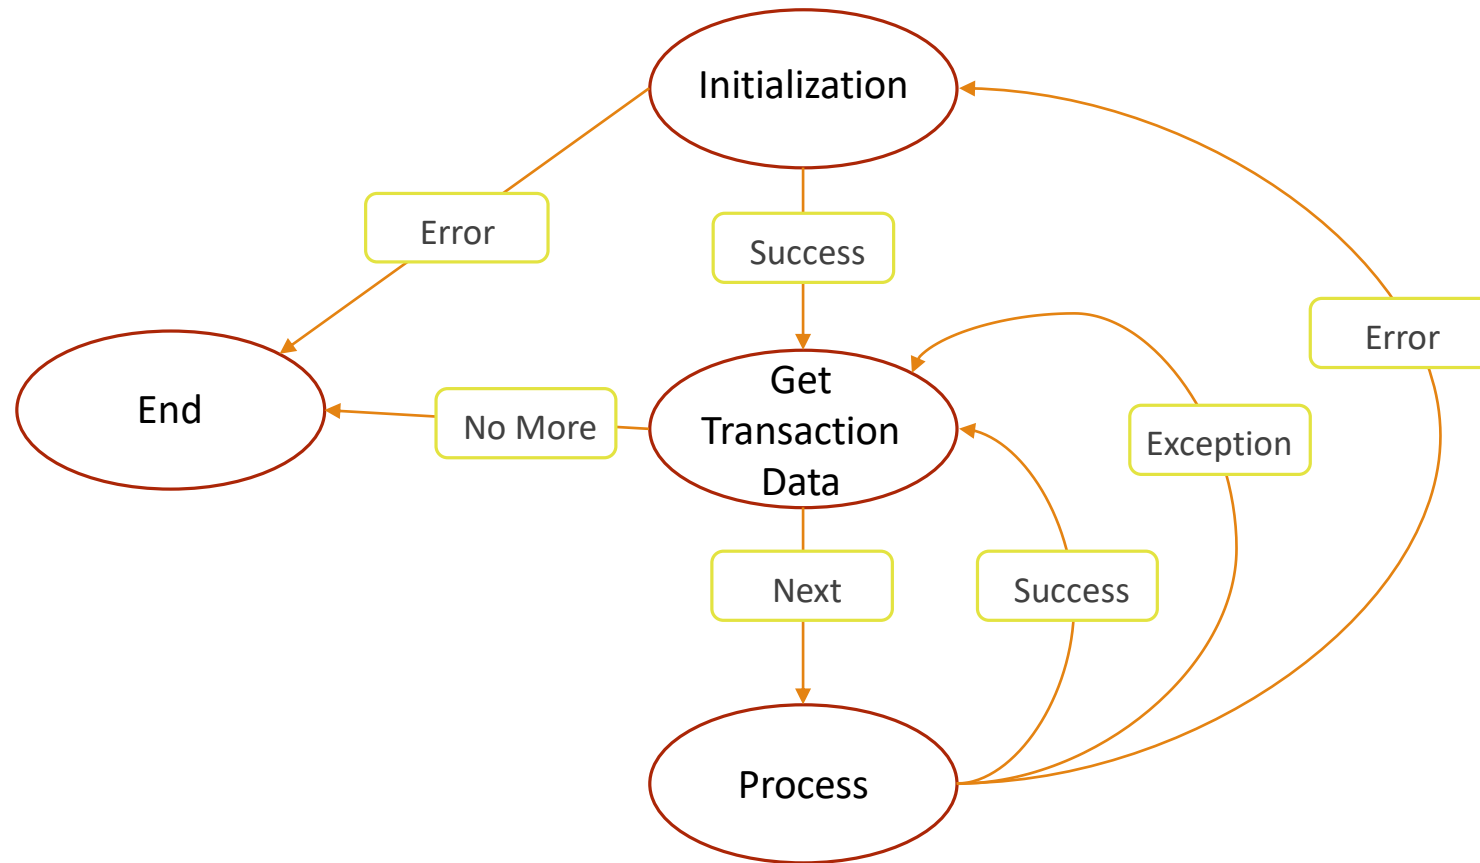 Initialization
Error
Success
Error
Get
Transaction
Data
End
No More
Exception
Next
Success
Process